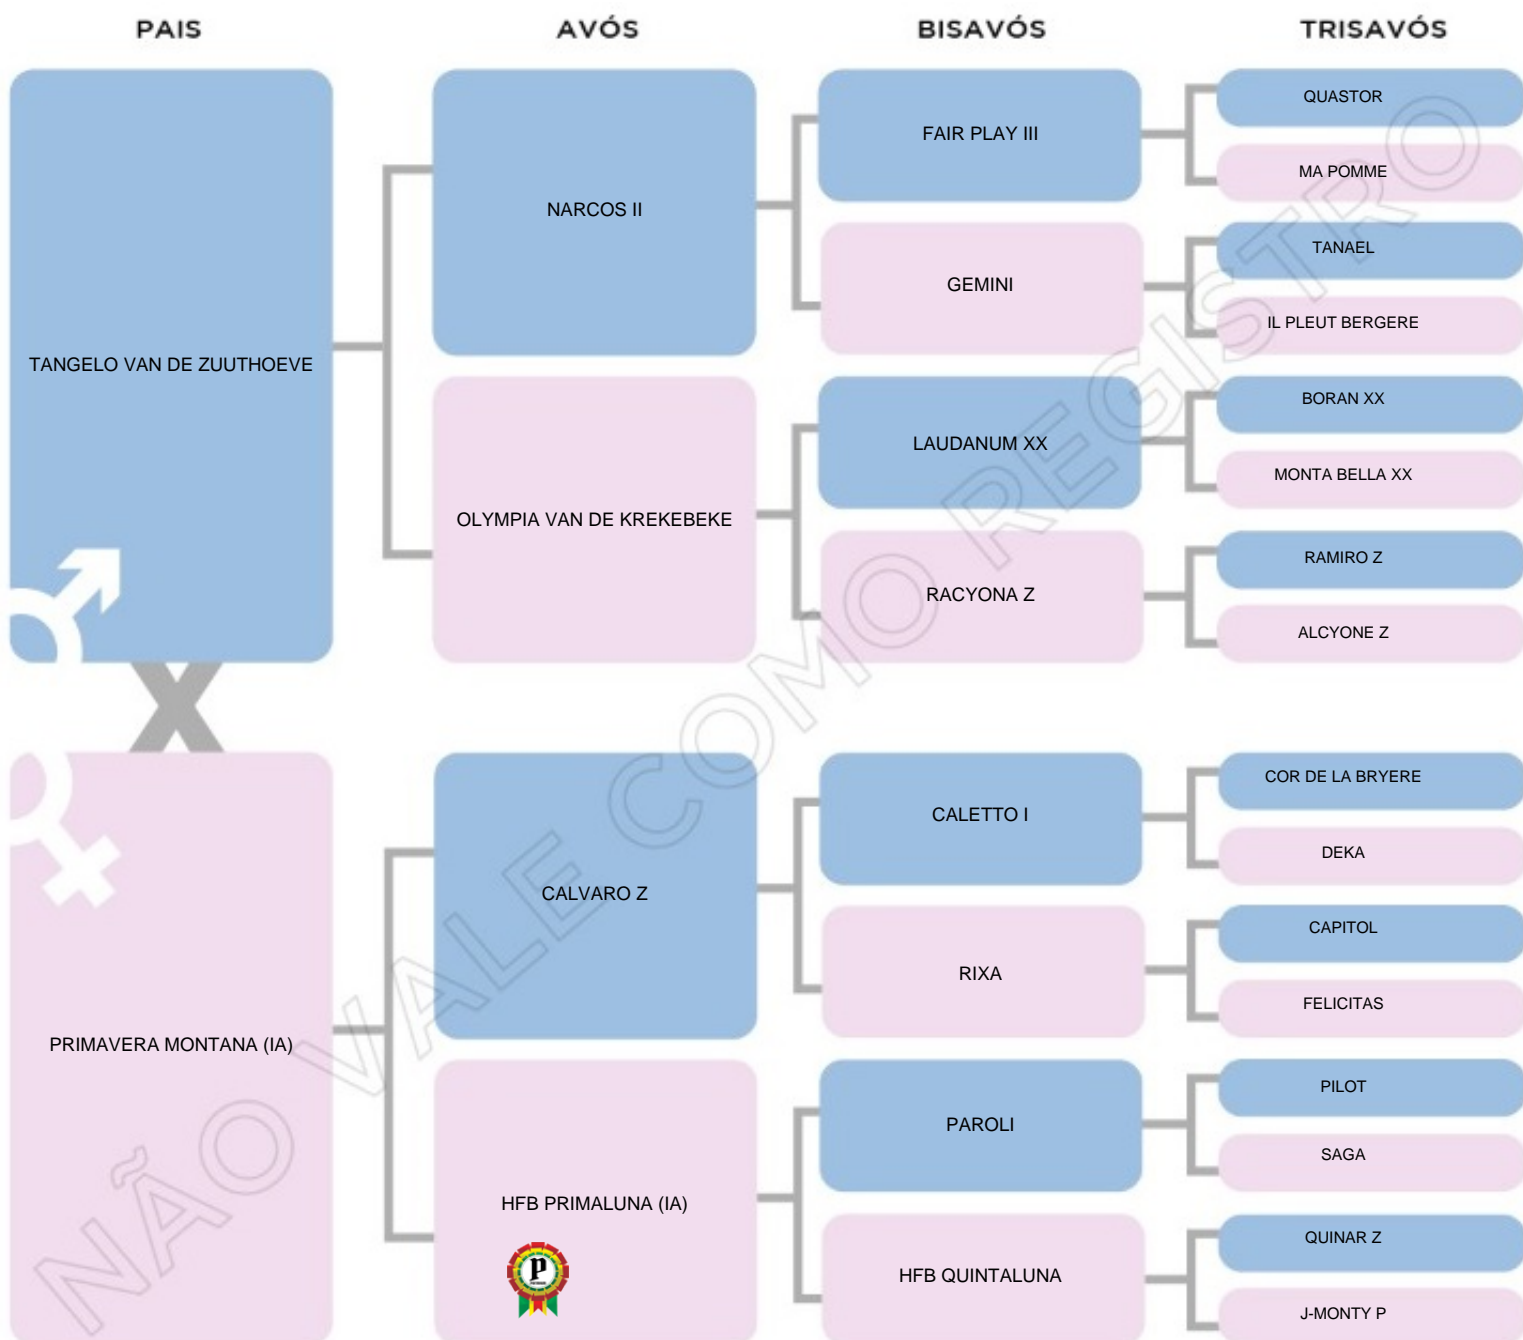 PAIS AVÓS BISAVÓS TRISAVÓS
TANGELO VAN DE ZUUTHOEVE
NARCOS II
OLYMPIA VAN DE KREKEBEKE
FAIR PLAY III
GEMINI
LAUDANUM XX
RACYONA Z
QUASTOR
MA POMME
TANAEL
IL PLEUT BERGERE
BORAN XX
MONTA BELLA XX
RAMIRO Z
ALCYONE Z
X
PRIMAVERA MONTANA (IA)
CALVARO Z
HFB PRIMALUNA (IA)
P
CALETTO I
RIXA
PAROLI
HFB QUINTALUNA
COR DE LA BRYERE
DEKA
CAPITOL
FELICITAS
PILOT
SAGA
QUINAR Z
J-MONTY P
NÃO VALE COMO REGISTRO